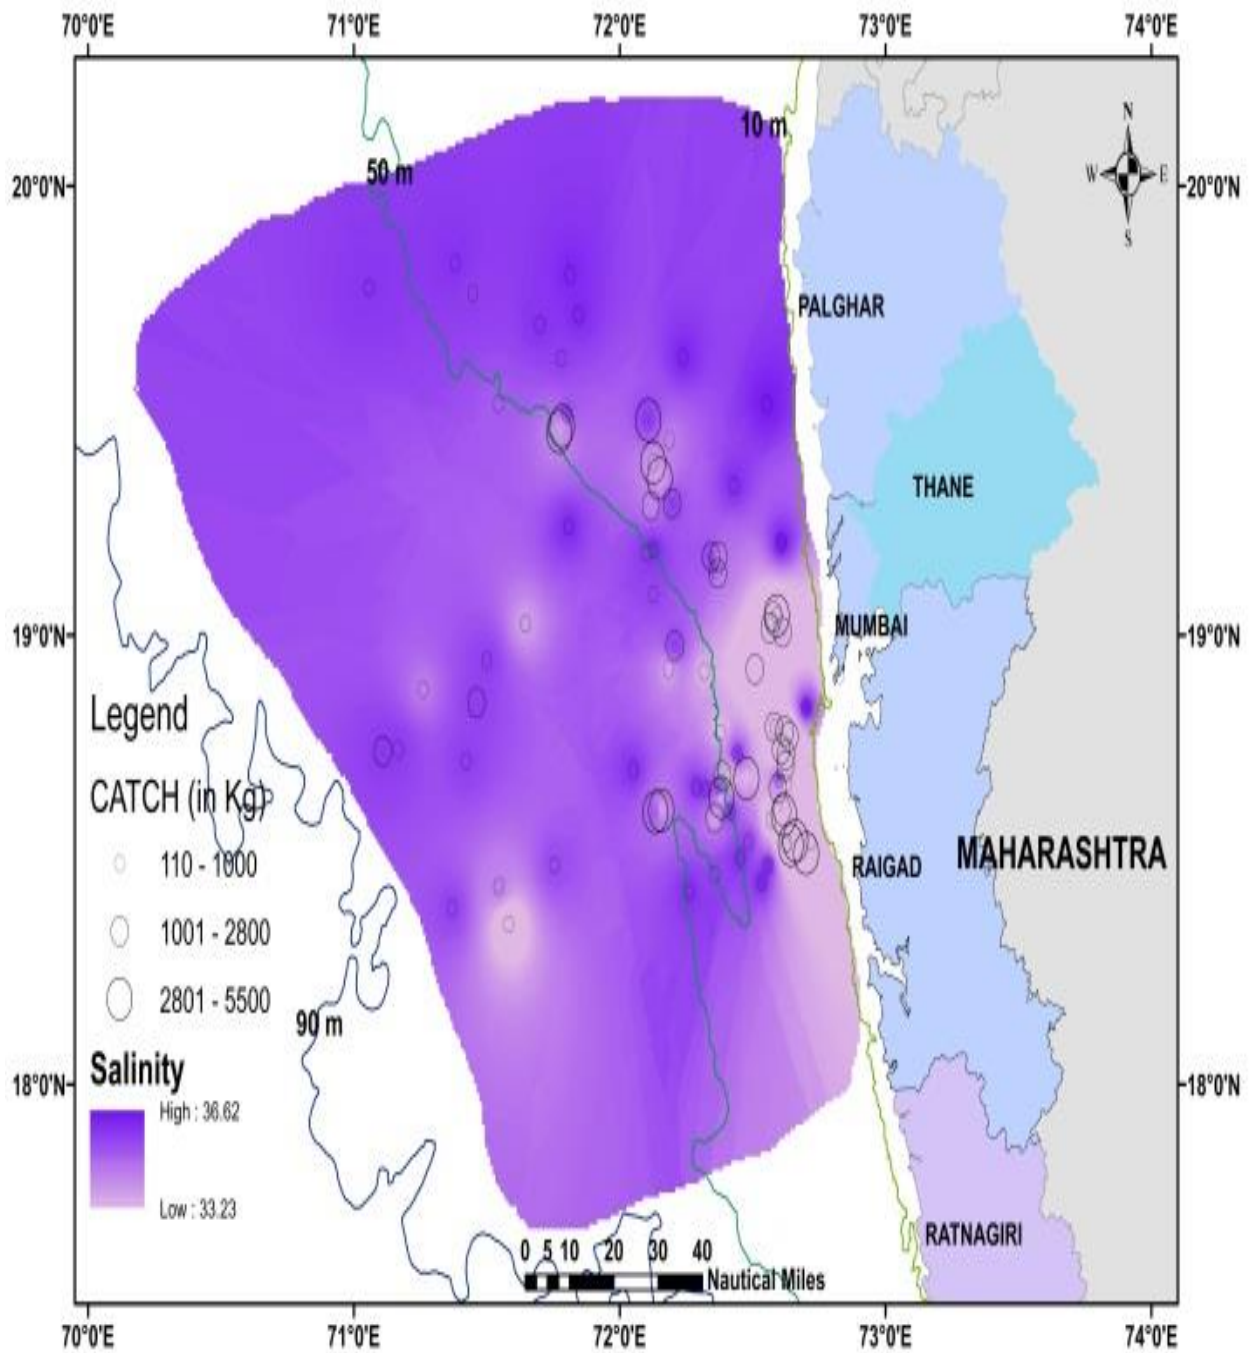 70°0'E 71°0'E 72°0'E 73°0'E 74°0'E
N
10 m
50 m
W E
20°0'N 20°0'N
S
PALGHAR
THANE
MUMBAI
19°0'N 19°0'N
Legend
CATCH (in Kg)
110 - 1000
MAHARASHTRA
RAIGAD
1001 - 2800
2801 - 5500
90 m
Salinity
18°0'N 18°0'N
High : 36.62
Low : 33.23
RATNAGIRI
0 5 10 20 30 40
Nautical Miles
70°0'E 71°0'E 72°0'E 73°0'E 74°0'E